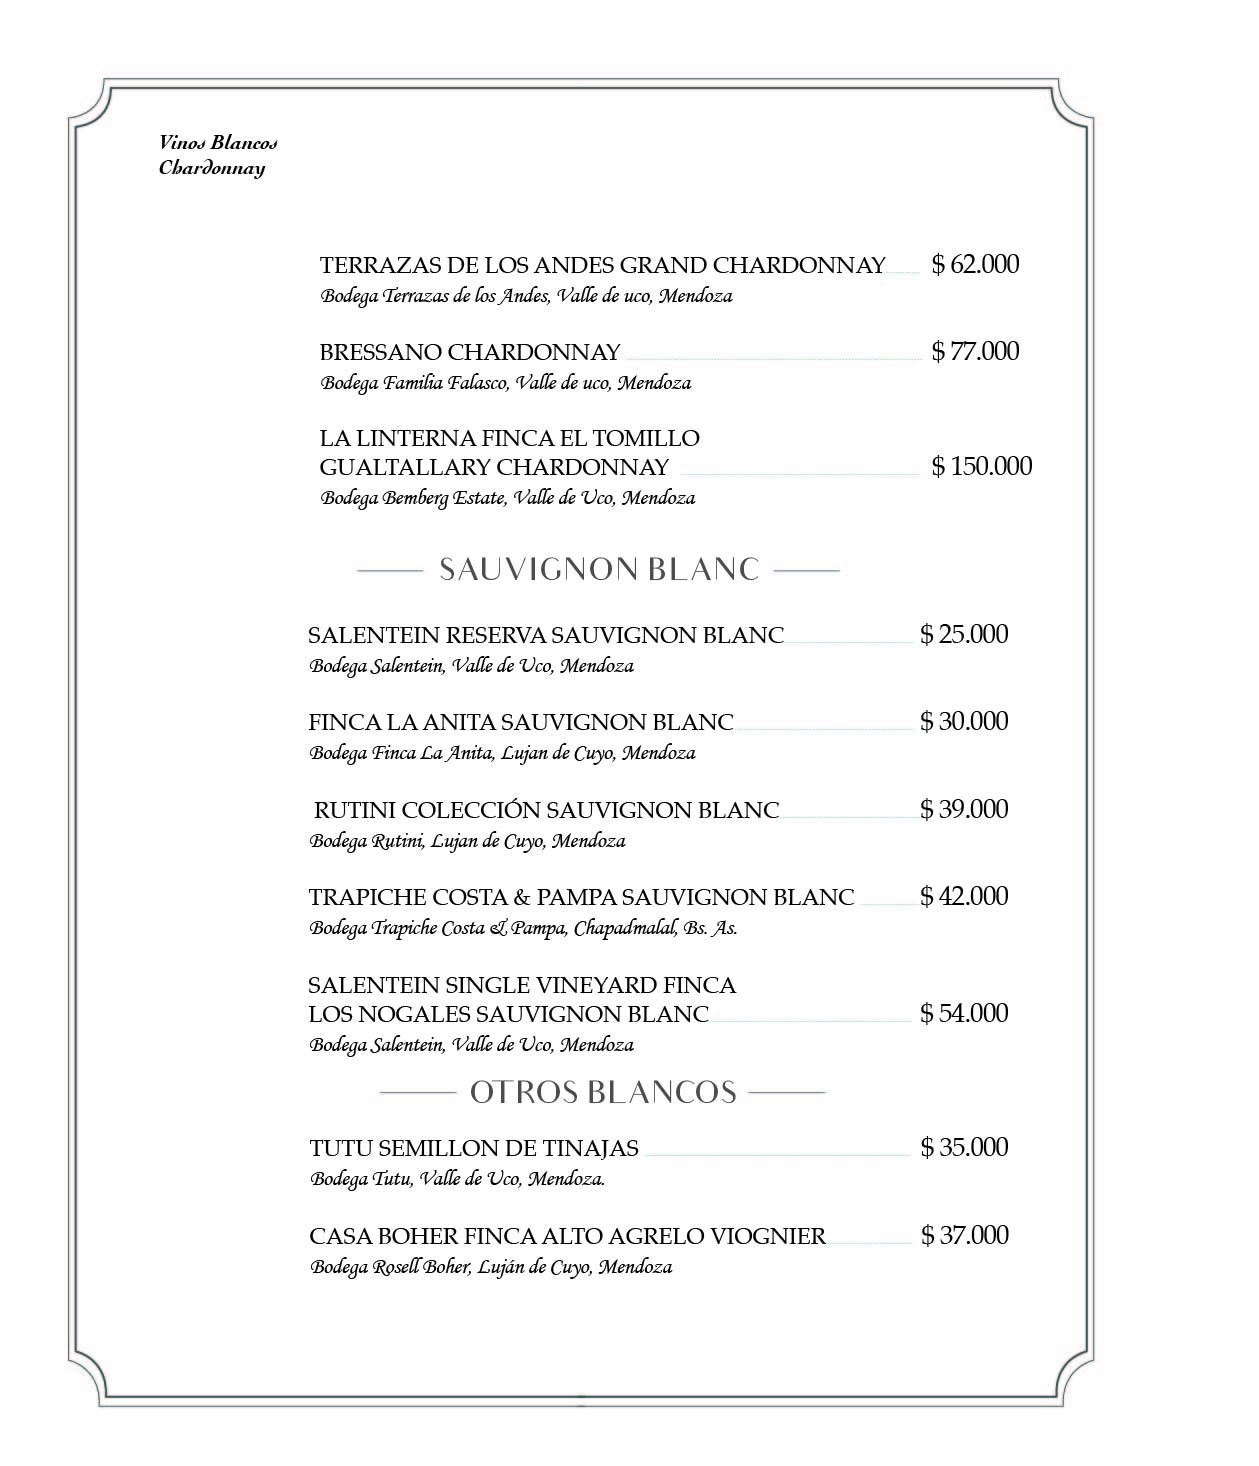 Vinos Blancos
Chardonnay
TERRAZAS DE LOS ANDES GRAND CHARDONNAY $ 62.000
Bodega Terrazas de los Andes, Valle de uco, Mendoza
BRESSANO CHARDONNAY $ 77.000
Bodega Familia Falasco, Valle de uco, Mendoza
LA LINTERNA FINCA EL TOMILLO
GUALTALLARY CHARDONNAY $ 150.000
Bodega Bemberg Estate, Valle de Uco, Mendoza
SAUVIGNON BLANC
SALENTEIN RESERVA SAUVIGNON BLANC $ 25.000
Bodega Salentein, Valle de Uco, Mendoza
FINCA LA ANITA SAUVIGNON BLANC $ 30.000
Bodega Finca La Anita, Lujan de Cuyo, Mendoza
RUTINI COLECCIÓN SAUVIGNON BLANC $ 39.000
Bodega Rutini, Lujan de Cuyo, Mendoza
TRAPICHE COSTA & PAMPA SAUVIGNON BLANC $ 42.000
Bodega Trapiche Costa & Pampa, Chapadmalal, Bs. As.
SALENTEIN SINGLE VINEYARD FINCA
LOS NOGALES SAUVIGNON BLANC $ 54.000
Bodega Salentein, Valle de Uco, Mendoza
OTROS BLANCOS
TUTU SEMILLON DE TINAJAS $ 35.000
Bodega Tutu, Valle de Uco, Mendoza.
CASA BOHER FINCA ALTO AGRELO VIOGNIER $ 37.000
Bodega Rosell Boher, Luján de Cuyo, Mendoza